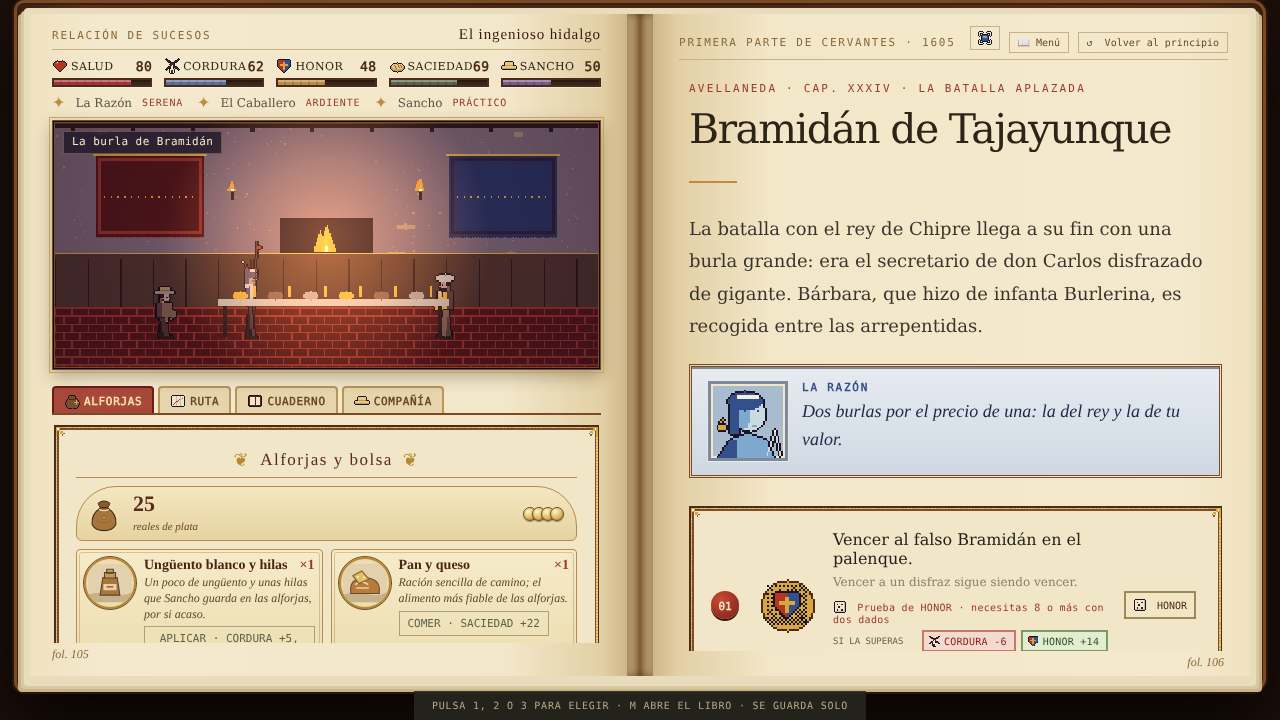 RELACIÓN DE SUCESOS
El ingenioso hidalgo
SALUD 80
CORDURA 62
HONOR 48
SACIEDAD 69
SANCHO 50
La Razón SERENA
El Caballero ARDIENTE
Sancho PRÁCTICO
La burla de Bramidán
ALFORJAS
RUTA
CUADERNO
COMPAÑÍA
Alforjas y bolsa
25
reales de plata
Ungüento blanco y hilas ×1
Un poco de ungüento y unas hilas
que Sancho guarda en las alforjas,
por si acaso.
APLICAR · CORDURA +5,
Pan y queso ×1
Ración sencilla de camino; el
alimento más fiable de las alforjas.
COMER · SACIEDAD +22
fol. 105
PRIMERA PARTE DE CERVANTES · 1605
Menú
↺ Volver al principio
AVELLANEDA · CAP. XXXIV · LA BATALLA APLAZADA
Bramidán de Tajayunque
La batalla con el rey de Chipre llega a su fin con una
burla grande: era el secretario de don Carlos disfrazado
de gigante. Bárbara, que hizo de infanta Burlerina, es
recogida entre las arrepentidas.
LA RAZÓN
Dos burlas por el precio de una: la del rey y la de tu
valor.
01
Vencer al falso Bramidán en el
palenque.
Vencer a un disfraz sigue siendo vencer.
Prueba de HONOR · necesitas 8 o más con
dos dados
SI LA SUPERAS
CORDURA -6
HONOR +14
HONOR
fol. 106
PULSA 1, 2 O 3 PARA ELEGIR · M ABRE EL LIBRO · SE GUARDA SOLO